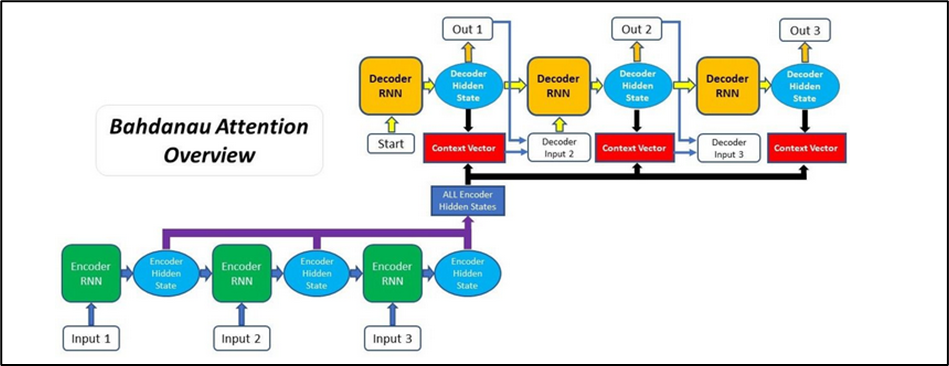 Out 1
Out 2
Out 3
Decoder
RNN
Decoder
Hidden
State
Decoder
RNN
Decoder
Hidden
State
Decoder
RNN
Decoder
Hidden
State
Bahdanau Attention
Overview
Start
Context Vector
Decoder
Input 2
Context Vector
Decoder
Input 3
Context Vector
ALL Encoder
Hidden States
Encoder
RNN
Encoder
Hidden
State
Encoder
RNN
Encoder
Hidden
State
Encoder
RNN
Encoder
Hidden
State
Input 1
Input 2
Input 3